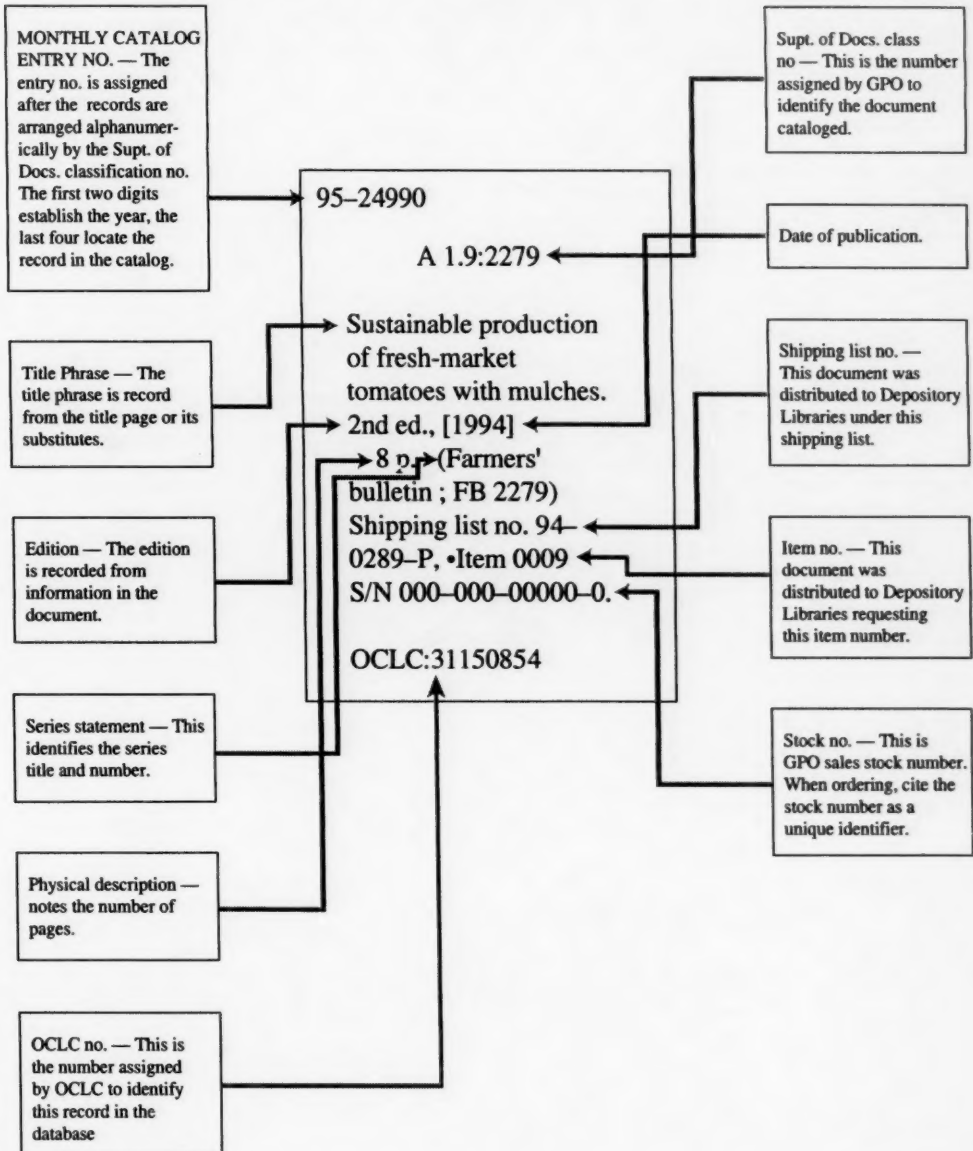 MONTHLY CATALOG
ENTRY NO. — The
entry no. is assigned
after the records are
arranged alphanumer-
ically by the Supt. of
Docs. classification no.
The first two digits
establish the year, the
last four locate the
record in the catalog.
Title Phrase — The
title phrase is record
from the title page or its
substitutes.
Edition — The edition
is recorded from
information in the
document.
Series statement — This
identifies the series
title and number.
Physical description —
notes the number of
pages.
OCLC no. — This is
the number assigned
by OCLC to identify
this record in the
database
95–24990
A 1.9:2279
Sustainable production
of fresh-market
tomatoes with mulches.
2nd ed., [1994]
8 p. (Farmers'
bulletin ; FB 2279)
Shipping list no. 94–
0289–P, •Item 0009
S/N 000–000–00000–0.
OCLC:31150854
Supt. of Docs. class
no — This is the number
assigned by GPO to
identify the document
cataloged.
Date of publication.
Shipping list no. —
This document was
distributed to Depository
Libraries under this
shipping list.
Item no. — This
document was
distributed to Depository
Libraries requesting
this item number.
Stock no. — This is
GPO sales stock number.
When ordering, cite the
stock number as a
unique identifier.